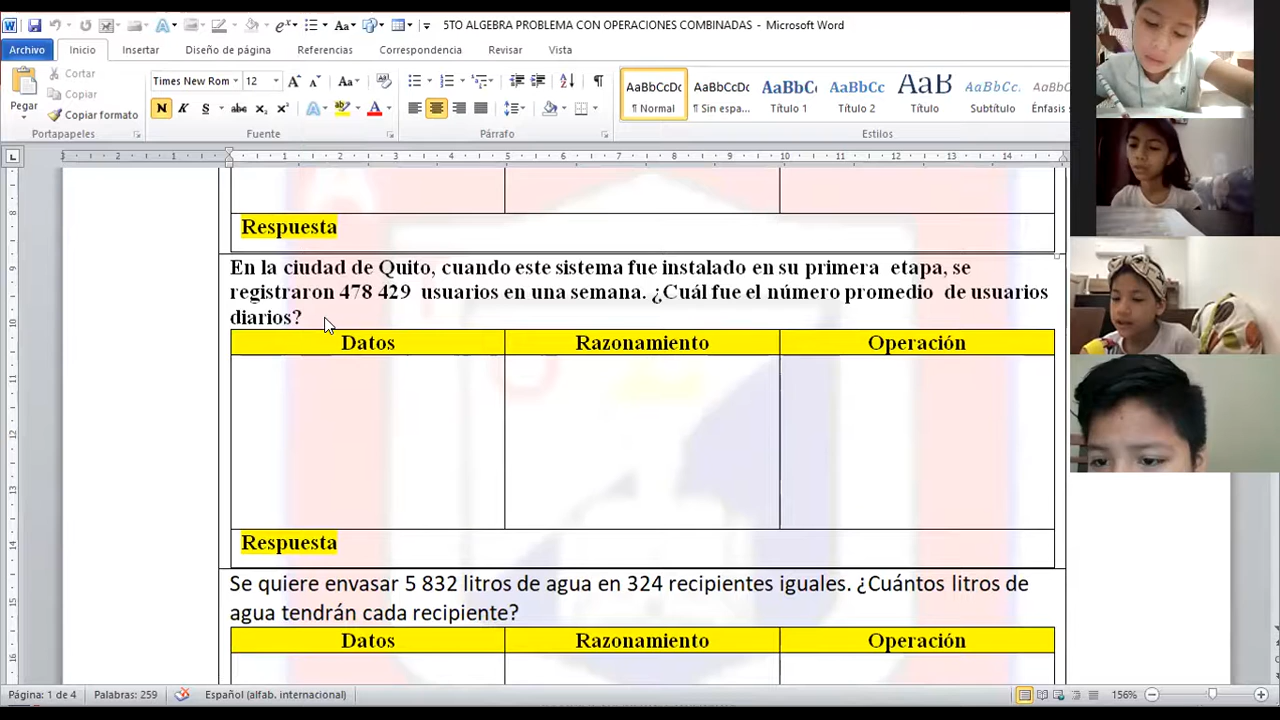 5TO ALGEBRA PROBLEMA CON OPERACIONES COMBINADAS - Microsoft Word
Archivo Inicio Insertar Diseño de página Referencias Correspondencia Revisar Vista
Pegar
Cortar
Copiar
Copiar formato
Portapapeles
Times New Rom 12
Fuente
Párrafo
AaBbCcDc
¶ Normal
AaBbCcDc
¶ Sin espa...
AaBbCc
Título 1
AaBbCc
Título 2
AaB
Título
AaBbCc.
Subtítulo
AaBbCc
Énfasis s
Estilos
Respuesta
En la ciudad de Quito, cuando este sistema fue instalado en su primera etapa, se
registraron 478 429 usuarios en una semana. ¿Cuál fue el número promedio de usuarios
diarios?
Datos Razonamiento Operación
Respuesta
Se quiere envasar 5 832 litros de agua en 324 recipientes iguales. ¿Cuántos litros de
agua tendrán cada recipiente?
Datos Razonamiento Operación
Página: 1 de 4 Palabras: 259 Español (alfab. internacional) 156%